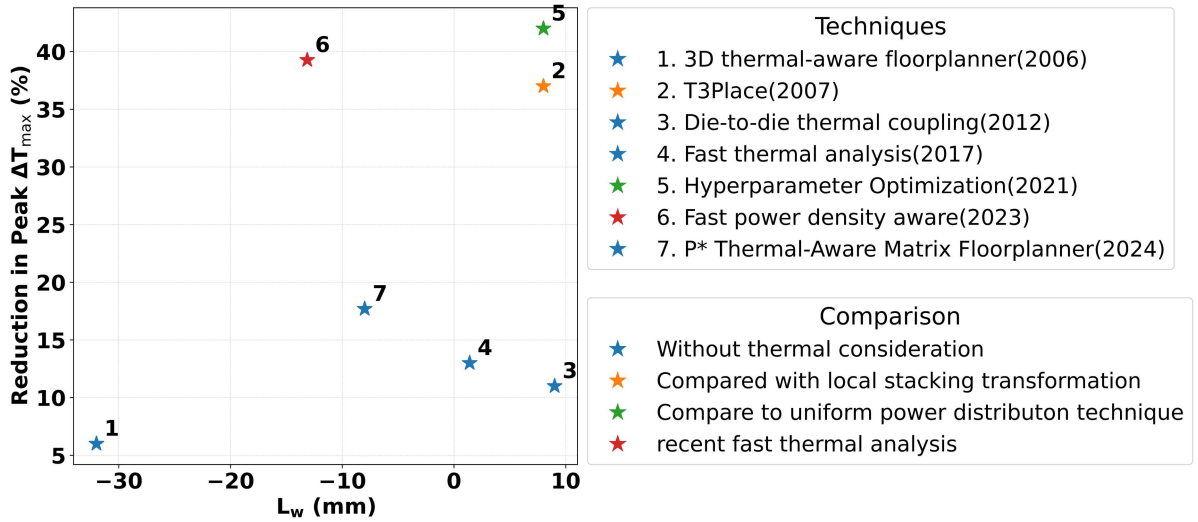 Reduction in Peak ΔTmax (%)
40
35
30
25
20
15
10
5
−30
−20
−10
0
10
Lw (mm)
5
6
2
7
4
3
1
Techniques
1. 3D thermal-aware floorplanner(2006)
2. T3Place(2007)
3. Die-to-die thermal coupling(2012)
4. Fast thermal analysis(2017)
5. Hyperparameter Optimization(2021)
6. Fast power density aware(2023)
7. P* Thermal-Aware Matrix Floorplanner(2024)
Comparison
Without thermal consideration
Compared with local stacking transformation
Compare to uniform power distributon technique
recent fast thermal analysis